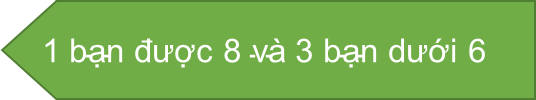 1 bạn được 8 và 3 bạn dưới 6